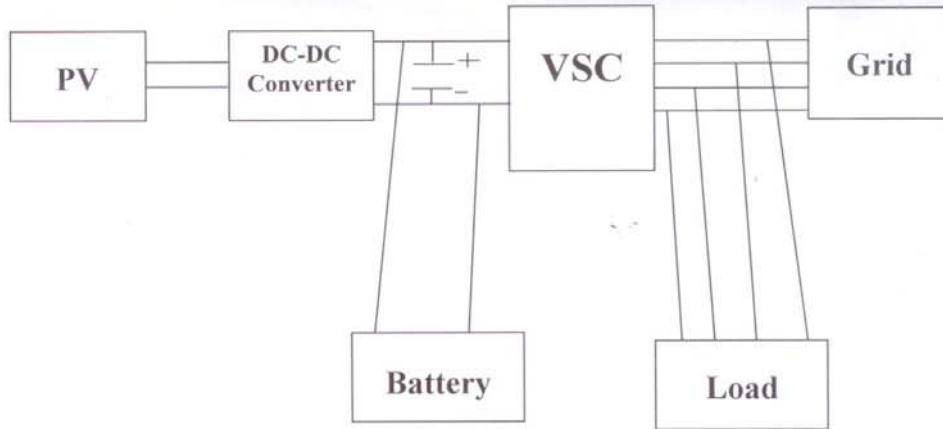 PV
DC-DC
Converter
+
−
VSC
Grid
Battery
Load